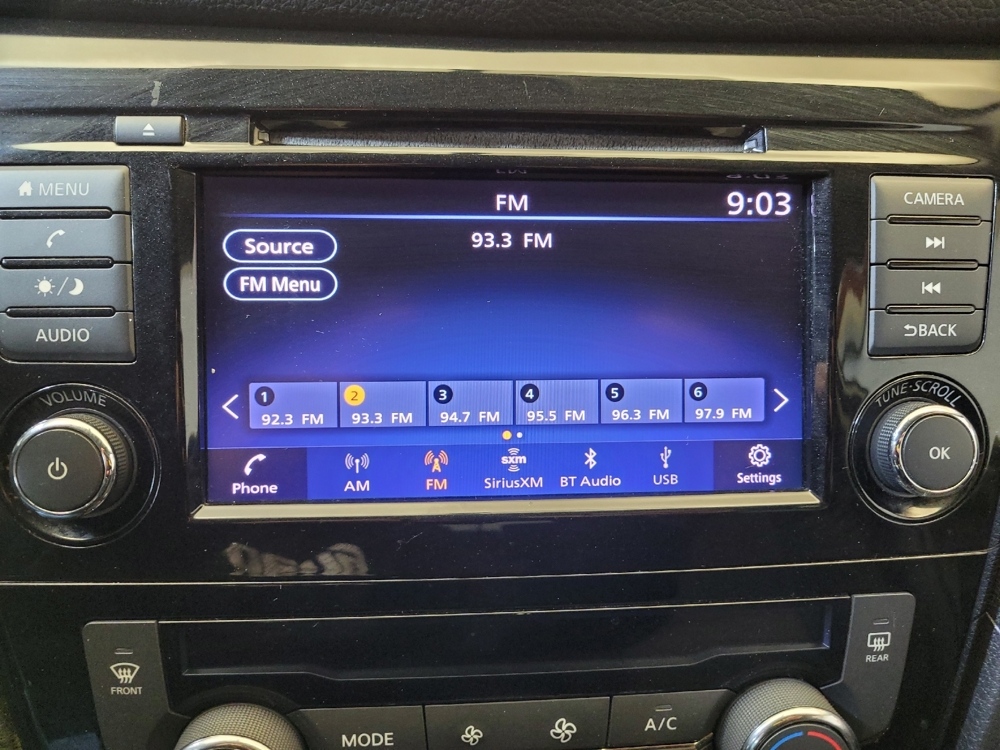 MENU
AUDIO
VOLUME
FM
9:03
Source
93.3 FM
FM Menu
1 2 3 4 5 6
92.3 FM 93.3 FM 94.7 FM 95.5 FM 96.3 FM 97.9 FM
Phone AM FM sxm SiriusXM BT Audio USB Settings
CAMERA
BACK
TUNE·SCROLL
OK
FRONT
REAR
MODE
A/C